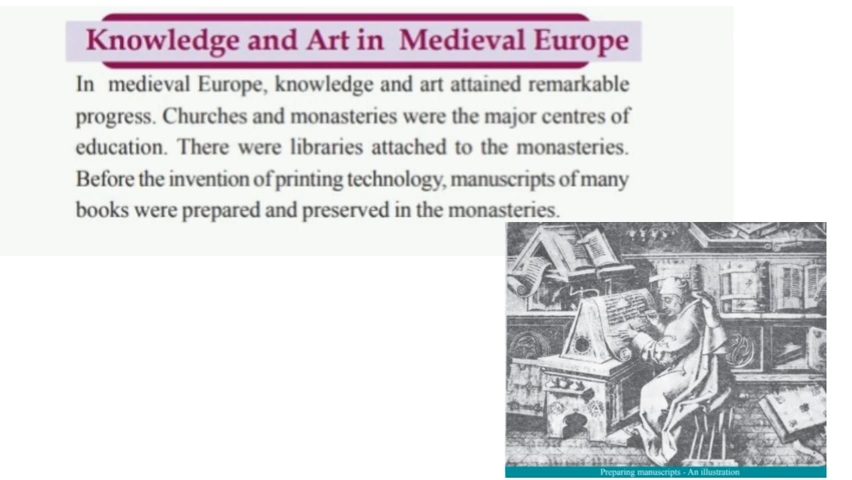 Knowledge and Art in Medieval Europe
In medieval Europe, knowledge and art attained remarkable
progress. Churches and monasteries were the major centres of
education. There were libraries attached to the monasteries.
Before the invention of printing technology, manuscripts of many
books were prepared and preserved in the monasteries.
Preparing manuscripts - An illustration